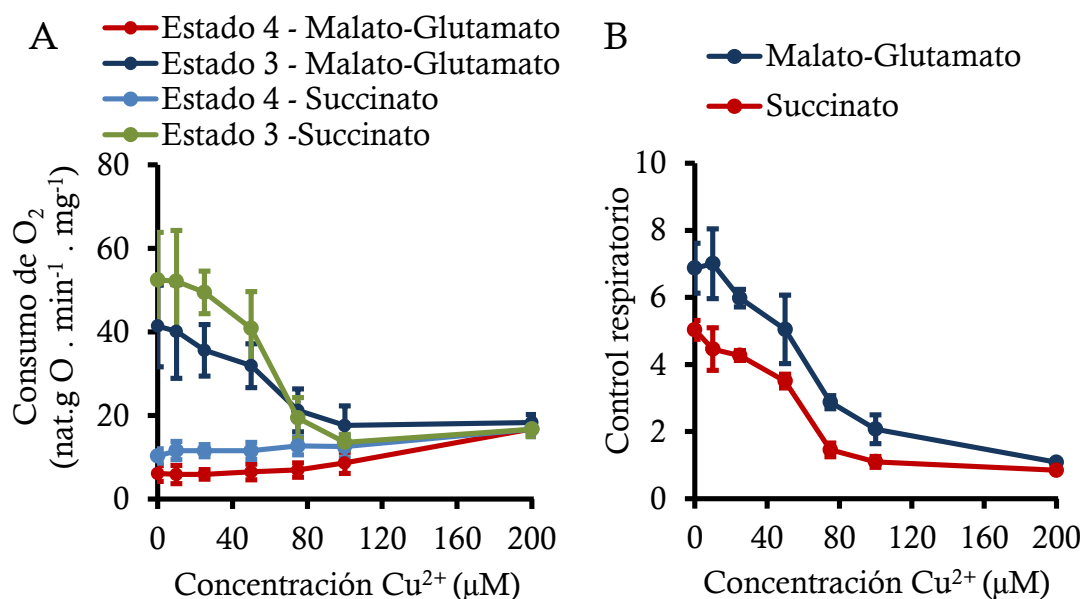 A
Estado 4 - Malato-Glutamato
Estado 3 - Malato-Glutamato
Estado 4 - Succinato
Estado 3 -Succinato
Consumo de O₂
(nat.g O . min⁻¹ . mg⁻¹)
80
60
40
20
0
0 40 80 120 160 200
Concentración Cu²⁺ (µM)
B
Malato-Glutamato
Succinato
Control respiratorio
10
8
6
4
2
0
0 40 80 120 160 200
Concentración Cu²⁺ (µM)